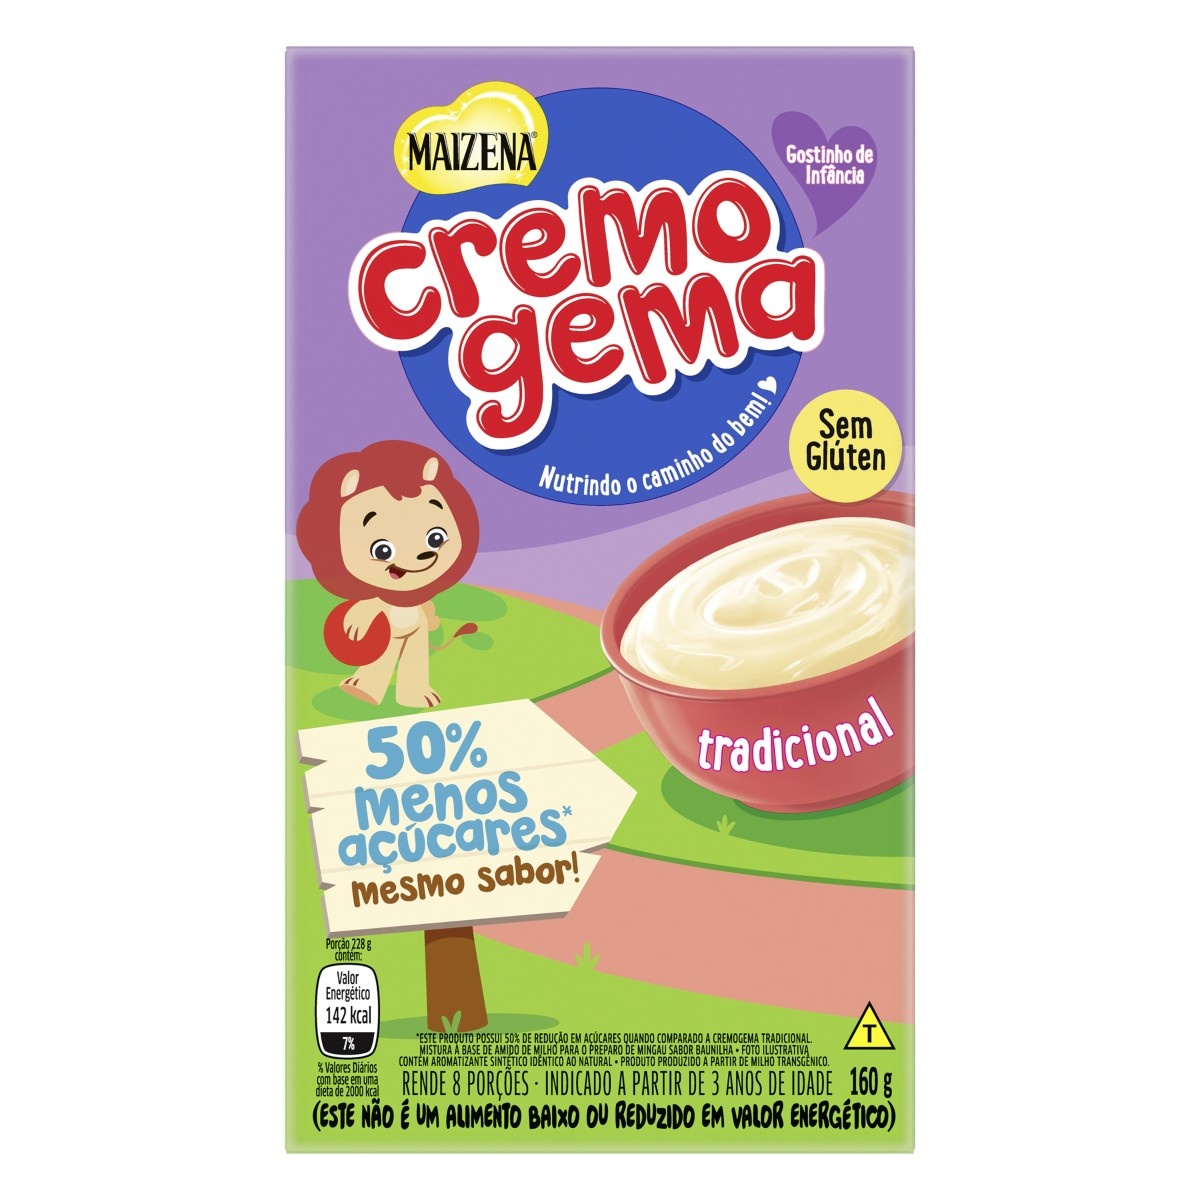 MAIZENA®
Gostinho de
Infância
cremo
gema
Nutrindo o caminho do bem!
Sem
Glúten
tradicional
50%
menos
açúcares*
mesmo sabor!
Porção 228 g
contém:
Valor
Energético
142 kcal
7%
% Valores Diários
com base em uma
dieta de 2000 kcal
*ESTE PRODUTO POSSUI 50% DE REDUÇÃO EM AÇÚCARES QUANDO COMPARADO A CREMOGEMA TRADICIONAL.
MISTURA À BASE DE AMIDO DE MILHO PARA O PREPARO DE MINGAU SABOR BAUNILHA • FOTO ILUSTRATIVA
CONTÉM AROMATIZANTE SINTÉTICO IDÊNTICO AO NATURAL • PRODUTO PRODUZIDO A PARTIR DE MILHO TRANSGÊNICO.
T
RENDE 8 PORÇÕES · INDICADO A PARTIR DE 3 ANOS DE IDADE 160 g
(ESTE NÃO É UM ALIMENTO BAIXO OU REDUZIDO EM VALOR ENERGÉTICO)